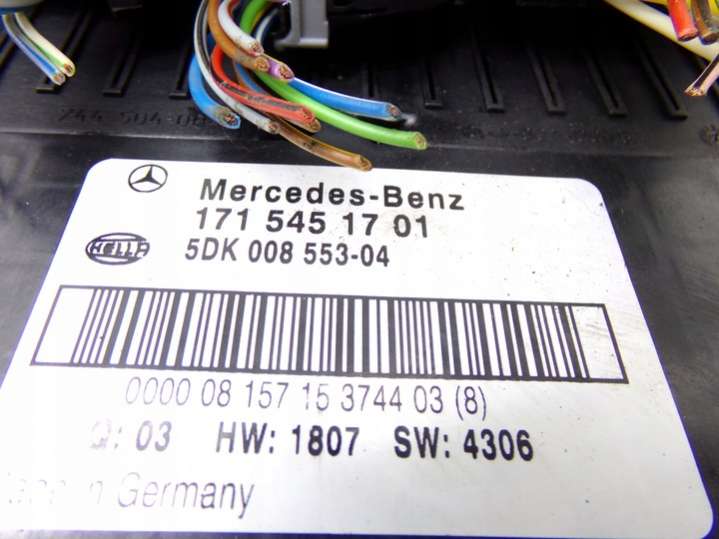 Mercedes-Benz
171 545 17 01
HELLA
5DK 008 553-04
0000 08 157 15 3744 03 (8)
: 03 HW: 1807 SW: 4306
in Germany